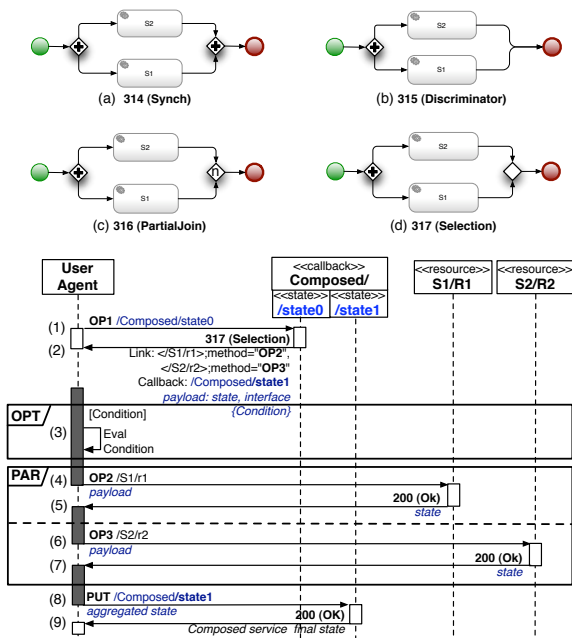 S2
S1
(a) 314 (Synch)
S2
S1
(b) 315 (Discriminator)
S2
S1
n
(c) 316 (PartialJoin)
S2
S1
(d) 317 (Selection)
User
Agent
<<callback>>
Composed/
<<state>>
/state0
<<state>>
/state1
<<resource>>
S1/R1
<<resource>>
S2/R2
(1)
OP1 /Composed/state0
(2)
317 (Selection)
Link: </S1/r1>;method="OP2",
</S2/r2>;method="OP3"
Callback: /Composed/state1
payload: state, interface
{Condition}
OPT
[Condition]
(3)
Eval
Condition
PAR
(4)
OP2 /S1/r1
payload
(5)
200 (Ok)
state
(6)
OP3 /S2/r2
payload
(7)
200 (Ok)
state
(8)
PUT /Composed/state1
aggregated state
(9)
200 (OK)
Composed service final state